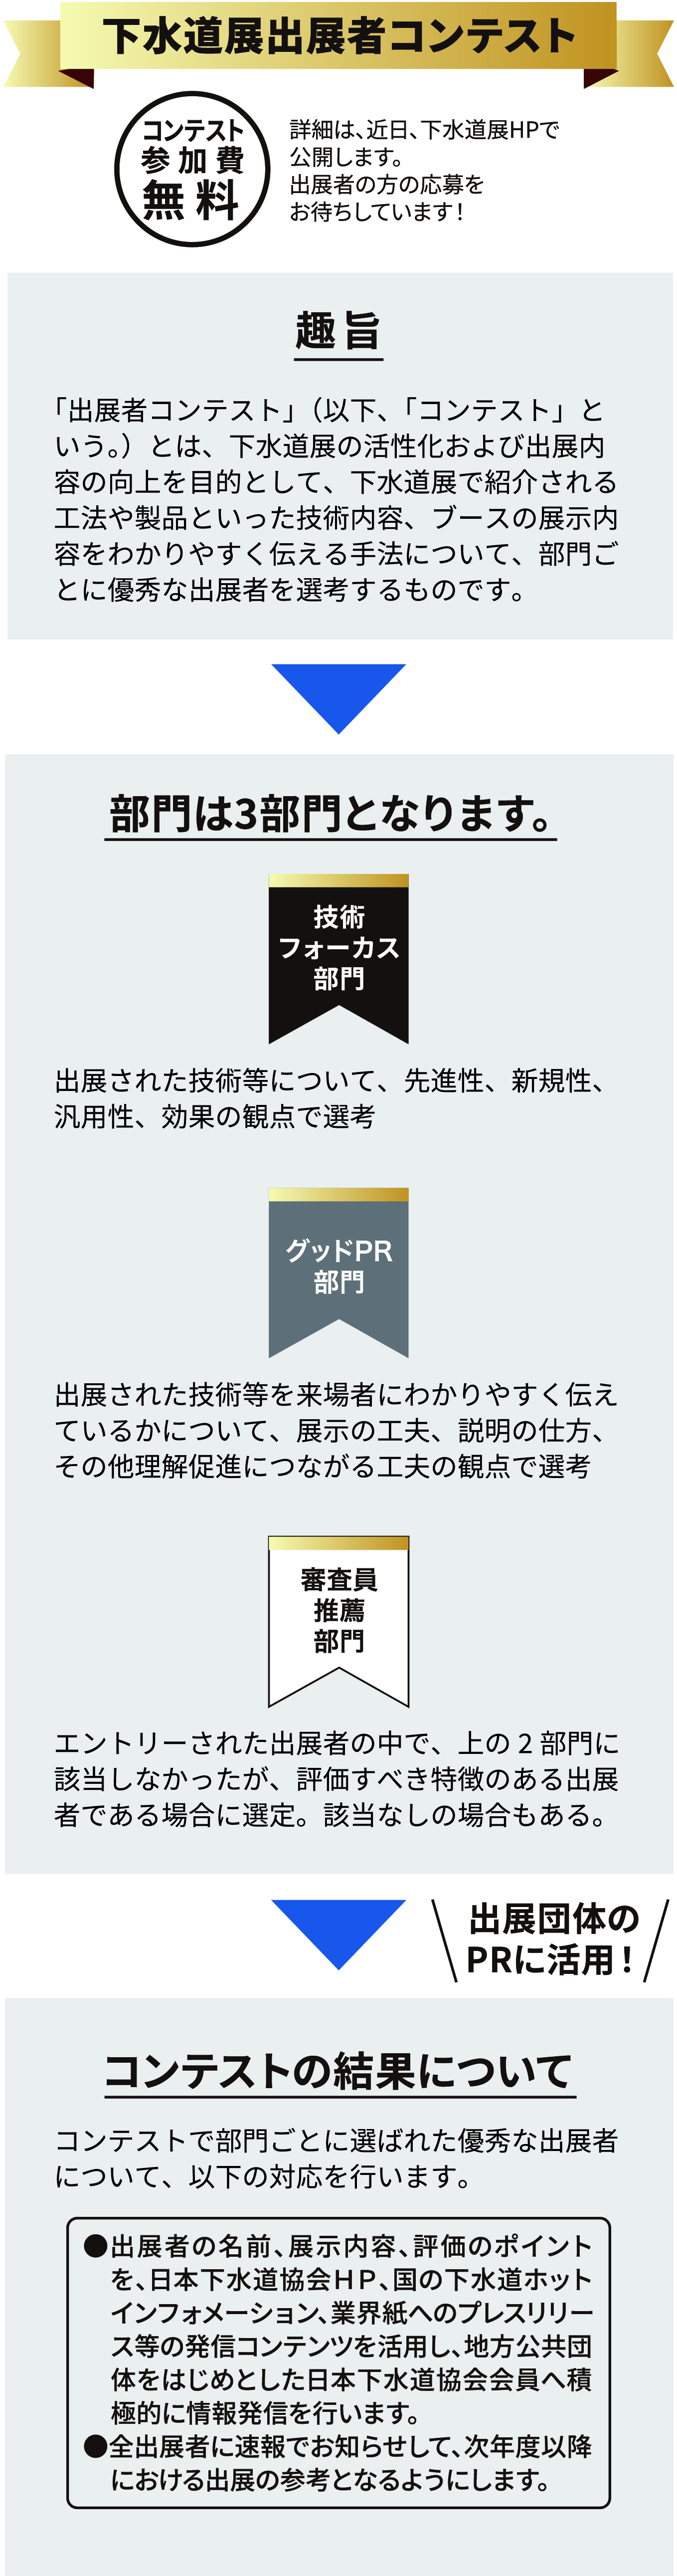 下水道展出展者コンテスト
コンテスト
参加費
無料
詳細は、近日、下水道展HPで
公開します。
出展者の方の応募を
お待ちしています！
趣旨
「出展者コンテスト」（以下、「コンテスト」と
いう。）とは、下水道展の活性化および出展内
容の向上を目的として、下水道展で紹介される
工法や製品といった技術内容、ブースの展示内
容をわかりやすく伝える手法について、部門ご
とに優秀な出展者を選考するものです。
部門は3部門となります。
技術
フォーカス
部門
出展された技術等について、先進性、新規性、
汎用性、効果の観点で選考
グッドPR
部門
出展された技術等を来場者にわかりやすく伝え
ているかについて、展示の工夫、説明の仕方、
その他理解促進につながる工夫の観点で選考
審査員
推薦
部門
エントリーされた出展者の中で、上の 2 部門に
該当しなかったが、評価すべき特徴のある出展
者である場合に選定。該当なしの場合もある。
出展団体の
PRに活用！
コンテストの結果について
コンテストで部門ごとに選ばれた優秀な出展者
について、以下の対応を行います。
●出展者の名前、展示内容、評価のポイント
を、日本下水道協会ＨＰ、国の下水道ホット
インフォメーション、業界紙へのプレスリリー
ス等の発信コンテンツを活用し、地方公共団
体をはじめとした日本下水道協会会員へ積
極的に情報発信を行います。
●全出展者に速報でお知らせして、次年度以降
における出展の参考となるようにします。